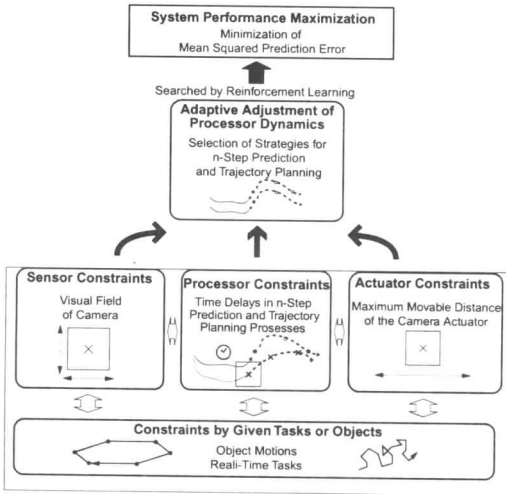 System Performance Maximization
Minimization of
Mean Squared Prediction Error
Searched by Reinforcement Learning
Adaptive Adjustment of
Processor Dynamics
Selection of Strategies for
n-Step Prediction
and Trajectory Planning
Sensor Constraints
Visual Field
of Camera
Processor Constraints
Time Delays in n-Step
Prediction and Trajectory
Planning Prosesses
Actuator Constraints
Maximum Movable Distance
of the Camera Actuator
Constraints by Given Tasks or Objects
Object Motions
Reali-Time Tasks